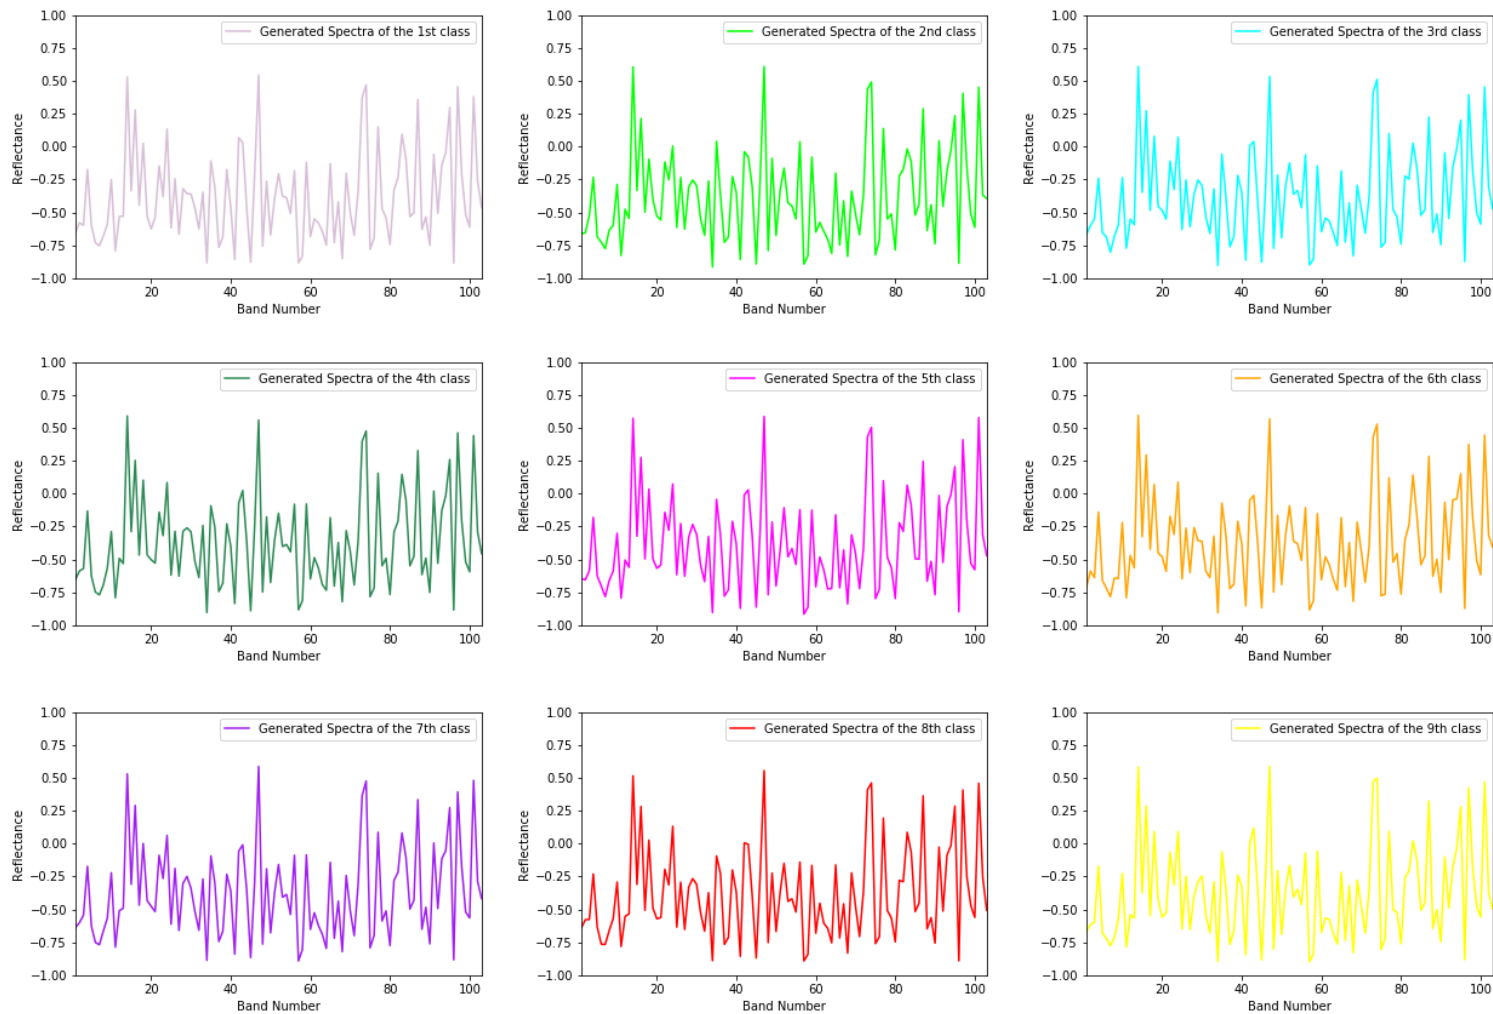 Generated Spectra of the 1st class
1.00
0.75
0.50
0.25
0.00
−0.25
−0.50
−0.75
−1.00
Reflectance
20 40 60 80 100
Band Number
Generated Spectra of the 2nd class
1.00
0.75
0.50
0.25
0.00
−0.25
−0.50
−0.75
−1.00
Reflectance
20 40 60 80 100
Band Number
Generated Spectra of the 3rd class
1.00
0.75
0.50
0.25
0.00
−0.25
−0.50
−0.75
−1.00
Reflectance
20 40 60 80 100
Band Number
Generated Spectra of the 4th class
1.00
0.75
0.50
0.25
0.00
−0.25
−0.50
−0.75
−1.00
Reflectance
20 40 60 80 100
Band Number
Generated Spectra of the 5th class
1.00
0.75
0.50
0.25
0.00
−0.25
−0.50
−0.75
−1.00
Reflectance
20 40 60 80 100
Band Number
Generated Spectra of the 6th class
1.00
0.75
0.50
0.25
0.00
−0.25
−0.50
−0.75
−1.00
Reflectance
20 40 60 80 100
Band Number
Generated Spectra of the 7th class
1.00
0.75
0.50
0.25
0.00
−0.25
−0.50
−0.75
−1.00
Reflectance
20 40 60 80 100
Band Number
Generated Spectra of the 8th class
1.00
0.75
0.50
0.25
0.00
−0.25
−0.50
−0.75
−1.00
Reflectance
20 40 60 80 100
Band Number
Generated Spectra of the 9th class
1.00
0.75
0.50
0.25
0.00
−0.25
−0.50
−0.75
−1.00
Reflectance
20 40 60 80 100
Band Number